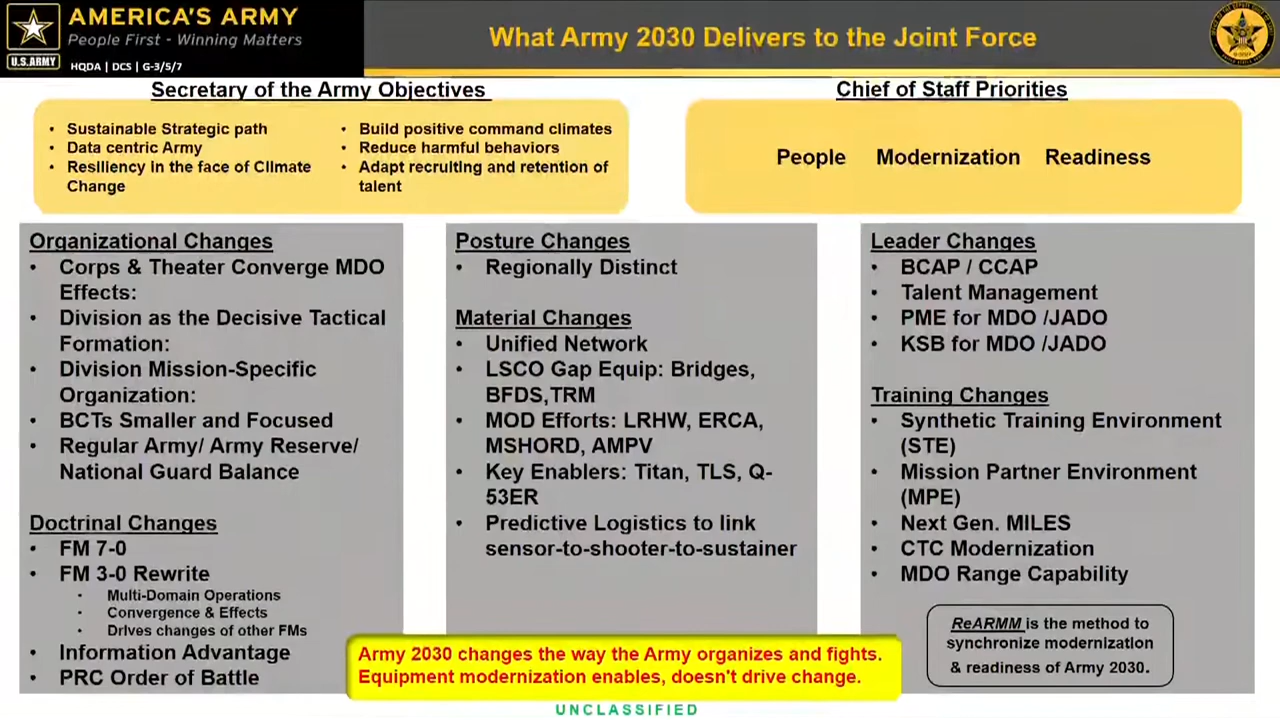 AMERICA'S ARMY
People First - Winning Matters
U.S.ARMY
HQDA | DCS | G-3/5/7
What Army 2030 Delivers to the Joint Force
Secretary of the Army Objectives
• Sustainable Strategic path
• Data centric Army
• Resiliency in the face of Climate
Change
• Build positive command climates
• Reduce harmful behaviors
• Adapt recruiting and retention of
talent
Chief of Staff Priorities
People Modernization Readiness
Organizational Changes
• Corps & Theater Converge MDO
Effects:
• Division as the Decisive Tactical
Formation:
• Division Mission-Specific
Organization:
• BCTs Smaller and Focused
• Regular Army/ Army Reserve/
National Guard Balance
Doctrinal Changes
• FM 7-0
• FM 3-0 Rewrite
• Multi-Domain Operations
• Convergence & Effects
• Drives changes of other FMs
• Information Advantage
• PRC Order of Battle
Posture Changes
• Regionally Distinct
Material Changes
• Unified Network
• LSCO Gap Equip: Bridges,
BFDS,TRM
• MOD Efforts: LRHW, ERCA,
MSHORD, AMPV
• Key Enablers: Titan, TLS, Q-
53ER
• Predictive Logistics to link
sensor-to-shooter-to-sustainer
Leader Changes
• BCAP / CCAP
• Talent Management
• PME for MDO /JADO
• KSB for MDO /JADO
Training Changes
• Synthetic Training Environment
(STE)
• Mission Partner Environment
(MPE)
• Next Gen. MILES
• CTC Modernization
• MDO Range Capability
ReARMM is the method to
synchronize modernization
& readiness of Army 2030.
Army 2030 changes the way the Army organizes and fights.
Equipment modernization enables, doesn't drive change.
UNCLASSIFIED